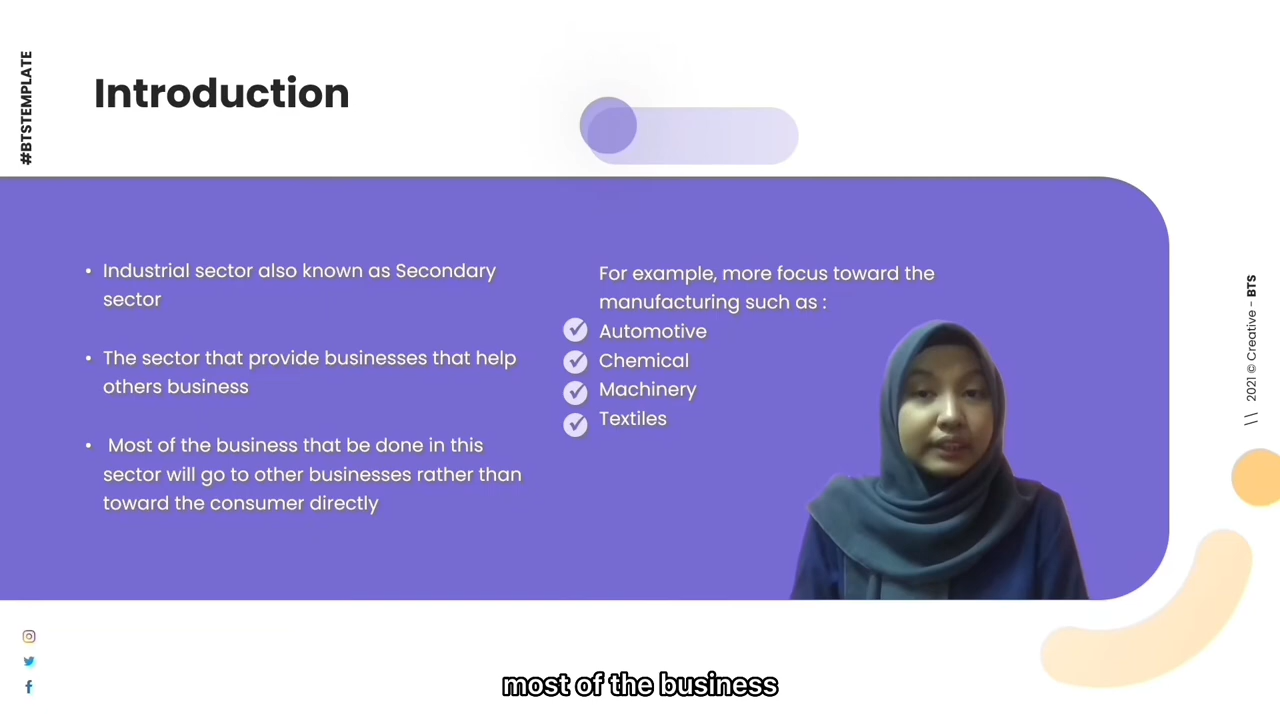 #BTSTEMPLATE
Introduction
• Industrial sector also known as Secondary
sector
• The sector that provide businesses that help
others business
• Most of the business that be done in this
sector will go to other businesses rather than
toward the consumer directly
For example, more focus toward the
manufacturing such as :
Automotive
Chemical
Machinery
Textiles
\\ 2021 © Creative - BTS
most of the business